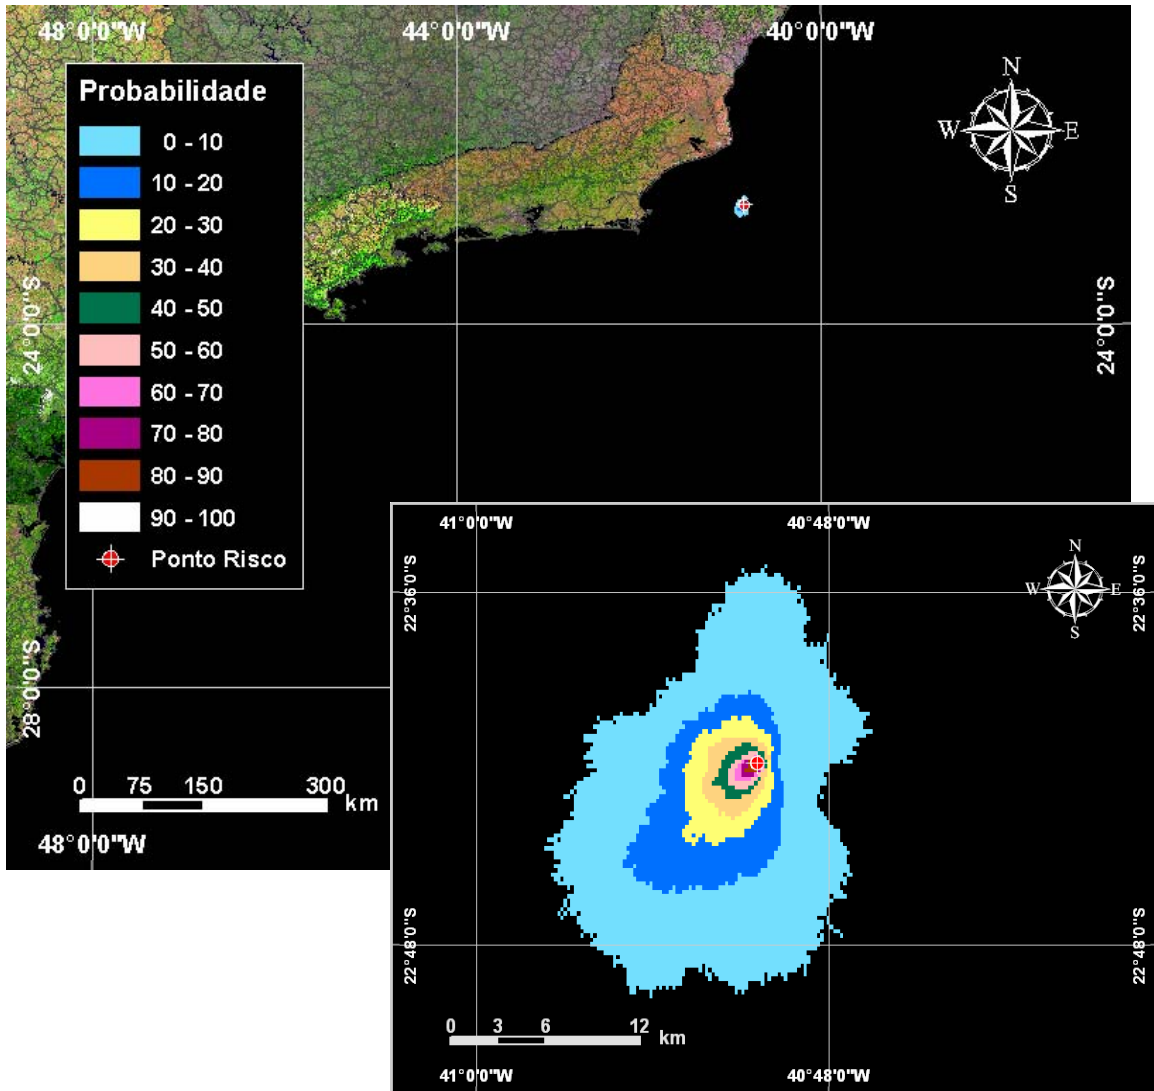 48°0'0"W
44°0'0"W
40°0'0"W
Probabilidade
0 - 10
10 - 20
20 - 30
30 - 40
40 - 50
50 - 60
60 - 70
70 - 80
80 - 90
90 - 100
Ponto Risco
N
W
E
S
24°0'0"S
24°0'0"S
28°0'0"S
0 75 150 300 km
48°0'0"W
41°0'0"W
40°48'0"W
N
W
E
S
22°36'0"S
22°36'0"S
22°48'0"S
22°48'0"S
0 3 6 12 km
41°0'0"W
40°48'0"W